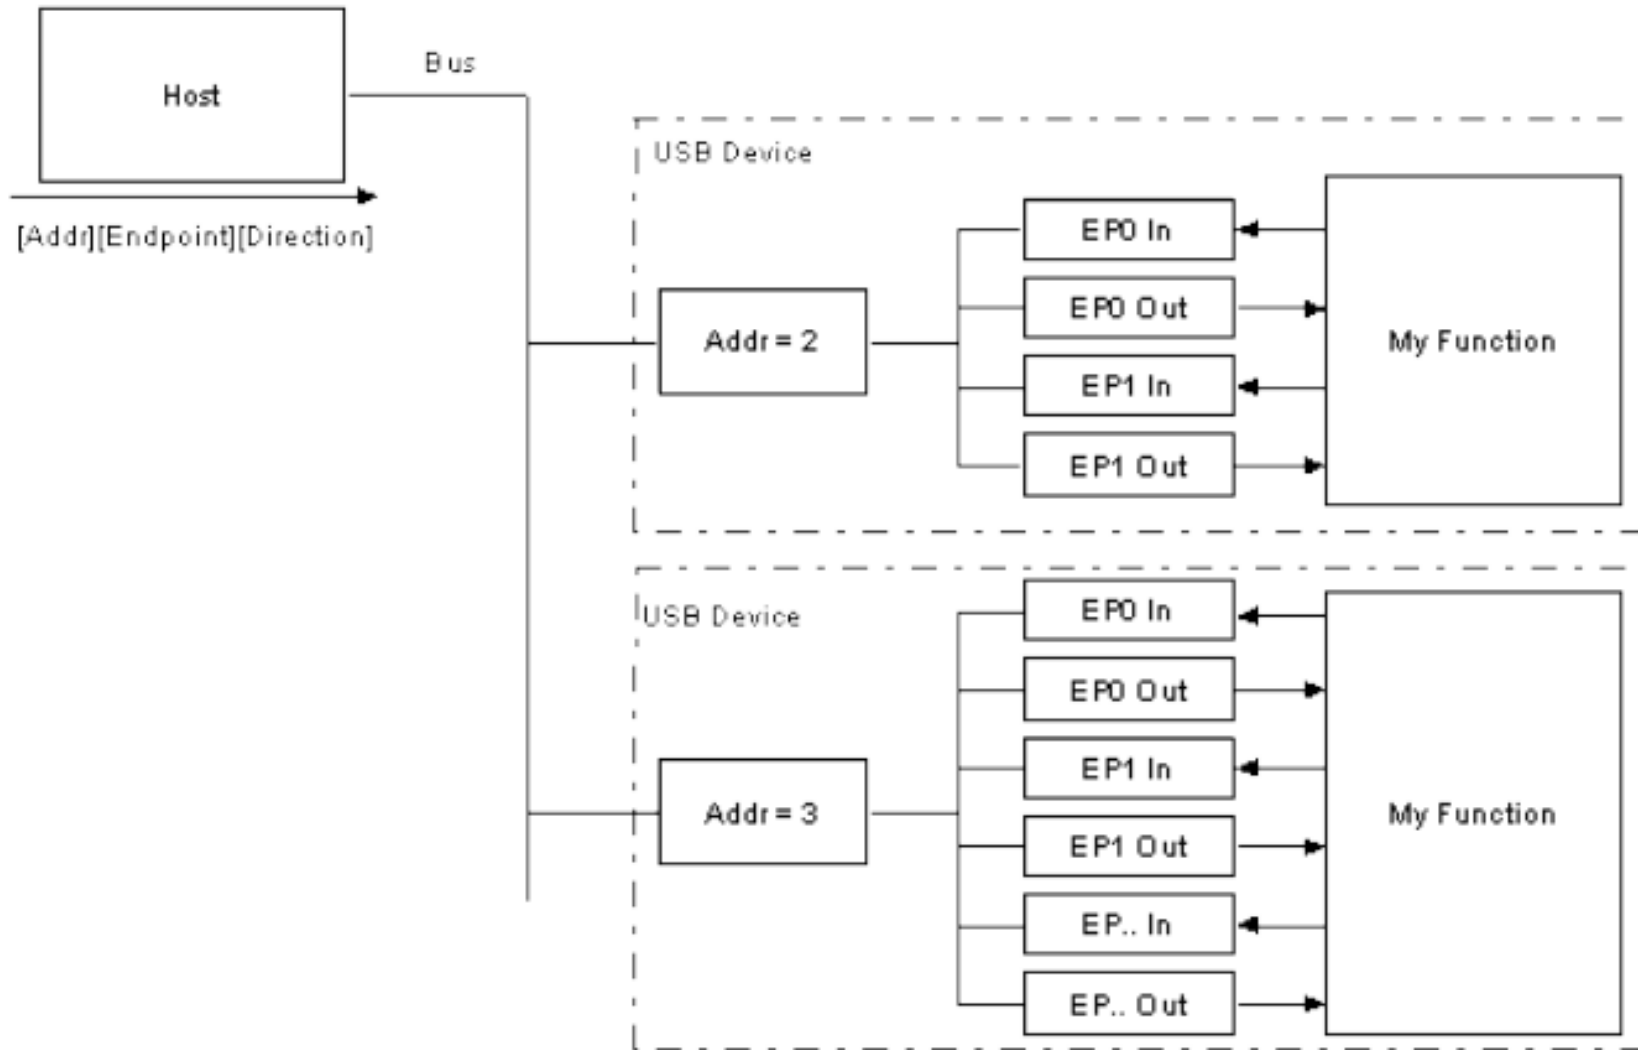 Host
Bus
[Addr][Endpoint][Direction]
USB Device
Addr = 2
EP0 In
EP0 Out
EP1 In
EP1 Out
My Function
USB Device
Addr = 3
EP0 In
EP0 Out
EP1 In
EP1 Out
EP.. In
EP.. Out
My Function